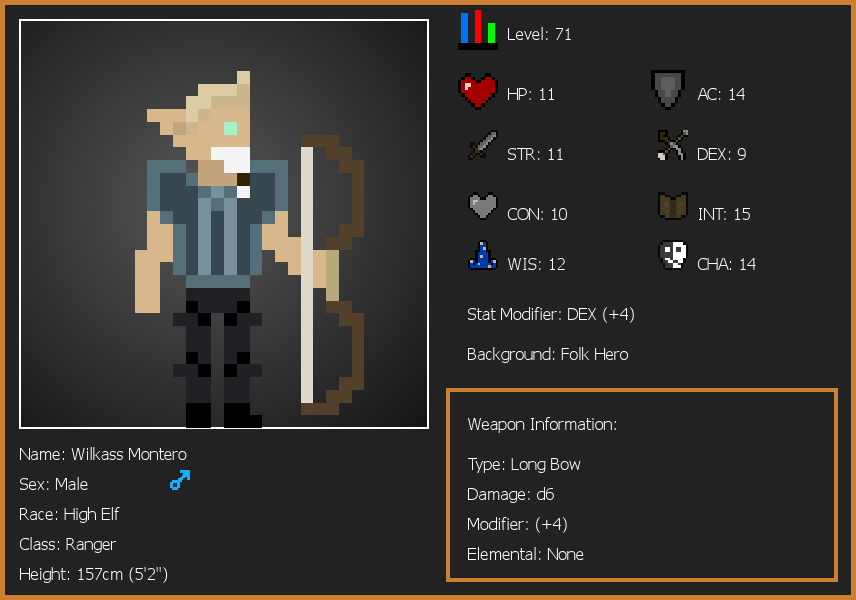 Level: 71
HP: 11
AC: 14
STR: 11
DEX: 9
CON: 10
INT: 15
WIS: 12
CHA: 14
Stat Modifier: DEX (+4)
Background: Folk Hero
Weapon Information:
Type: Long Bow
Damage: d6
Modifier: (+4)
Elemental: None
Name: Wilkass Montero
Sex: Male
Race: High Elf
Class: Ranger
Height: 157cm (5'2")